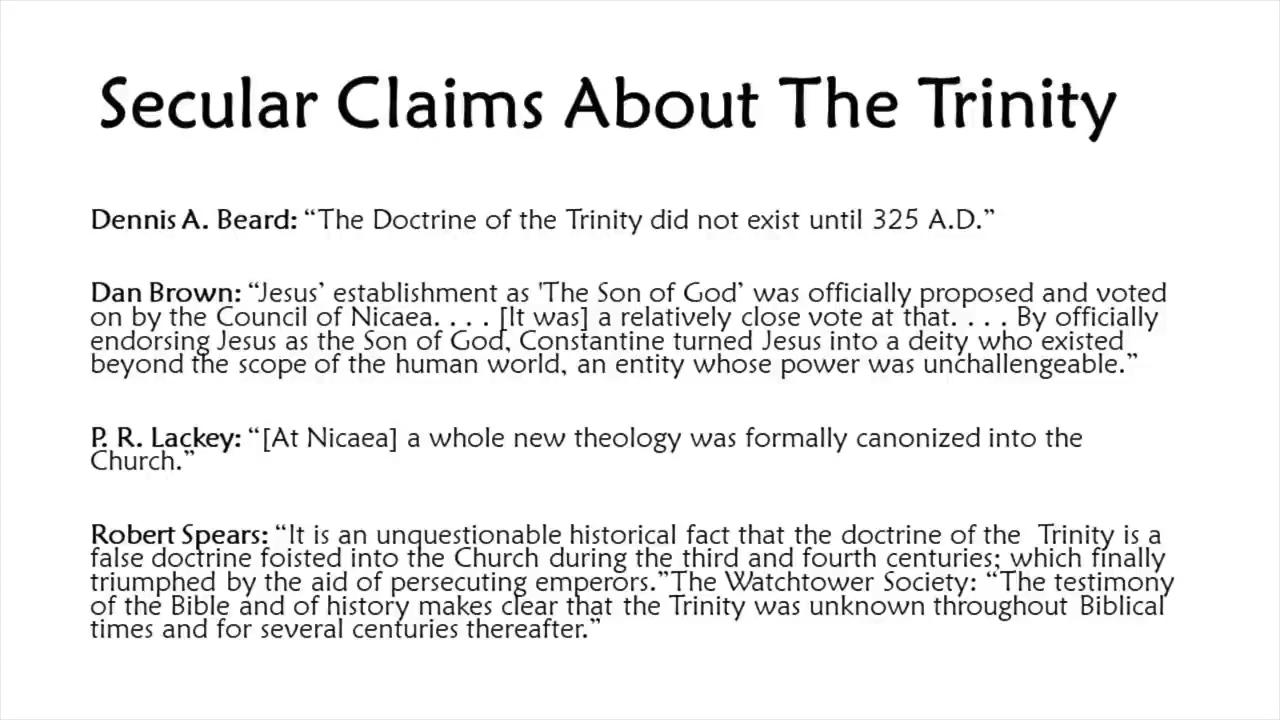 Secular Claims About The Trinity
Dennis A. Beard: “The Doctrine of the Trinity did not exist until 325 A.D.”
Dan Brown: “Jesus’ establishment as 'The Son of God’ was officially proposed and voted
on by the Council of Nicaea. . . . [It was] a relatively close vote at that. . . . By officially
endorsing Jesus as the Son of God, Constantine turned Jesus into a deity who existed
beyond the scope of the human world, an entity whose power was unchallengeable.”
P. R. Lackey: “[At Nicaea] a whole new theology was formally canonized into the
Church.”
Robert Spears: “It is an unquestionable historical fact that the doctrine of the Trinity is a
false doctrine foisted into the Church during the third and fourth centuries; which finally
triumphed by the aid of persecuting emperors.”The Watchtower Society: “The testimony
of the Bible and of history makes clear that the Trinity was unknown throughout Biblical
times and for several centuries thereafter.”